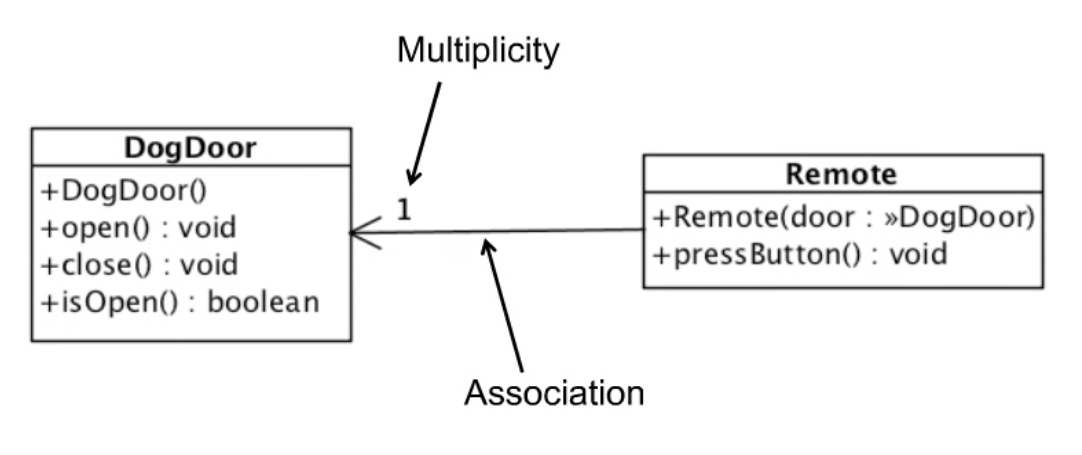 Multiplicity
DogDoor
+DogDoor()
+open() : void
+close() : void
+isOpen() : boolean
1
Remote
+Remote(door : »DogDoor)
+pressButton() : void
Association